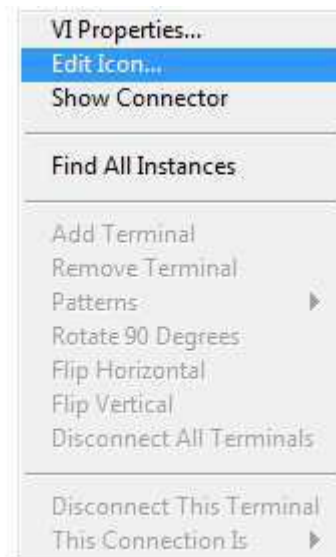 VI Properties...
Edit Icon...
Show Connector
Find All Instances
Add Terminal
Remove Terminal
Patterns
Rotate 90 Degrees
Flip Horizontal
Flip Vertical
Disconnect All Terminals
Disconnect This Terminal
This Connection Is